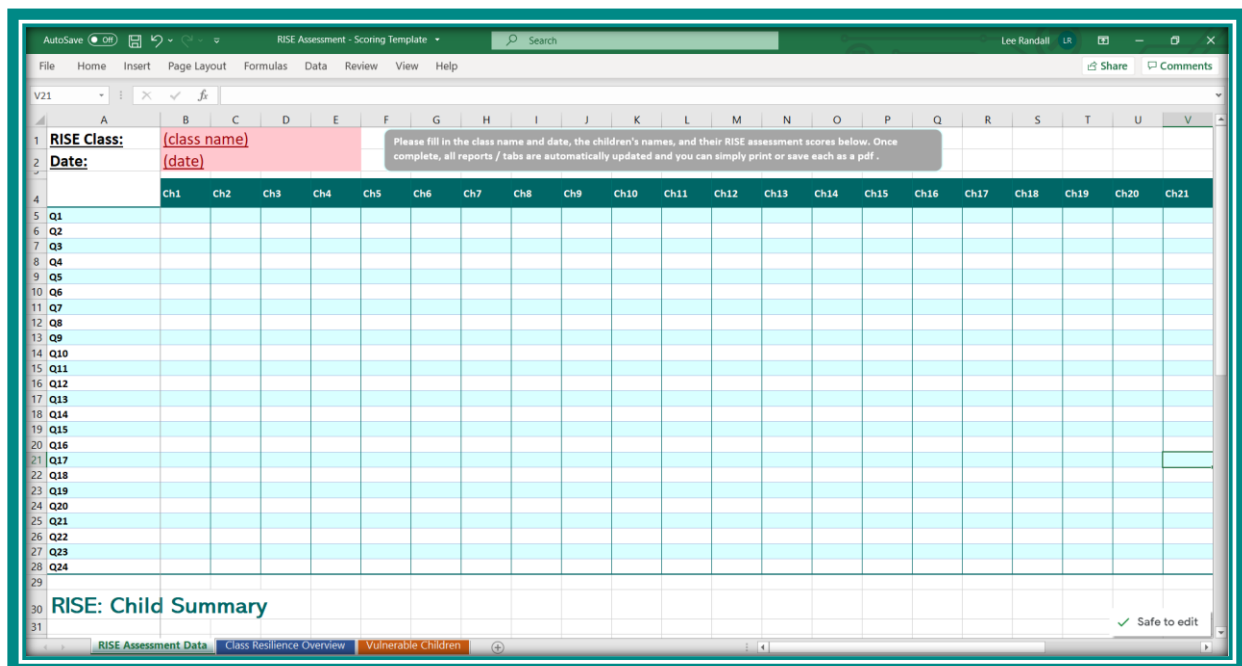 AutoSave Off RISE Assessment - Scoring Template Search Lee Randall LR
File Home Insert Page Layout Formulas Data Review View Help Share Comments
V21 fx
A B C D E F G H I J K L M N O P Q R S T U V
1 RISE Class: (class name) Please fill in the class name and date, the children's names, and their RISE assessment scores below. Once
2 Date: (date) complete, all reports / tabs are automatically updated and you can simply print or save each as a pdf .
4 Ch1 Ch2 Ch3 Ch4 Ch5 Ch6 Ch7 Ch8 Ch9 Ch10 Ch11 Ch12 Ch13 Ch14 Ch15 Ch16 Ch17 Ch18 Ch19 Ch20 Ch21
5 Q1
6 Q2
7 Q3
8 Q4
9 Q5
10 Q6
11 Q7
12 Q8
13 Q9
14 Q10
15 Q11
16 Q12
17 Q13
18 Q14
19 Q15
20 Q16
21 Q17
22 Q18
23 Q19
24 Q20
25 Q21
26 Q22
27 Q23
28 Q24
29
30 RISE: Child Summary
31 Safe to edit
RISE Assessment Data Class Resilience Overview Vulnerable Children